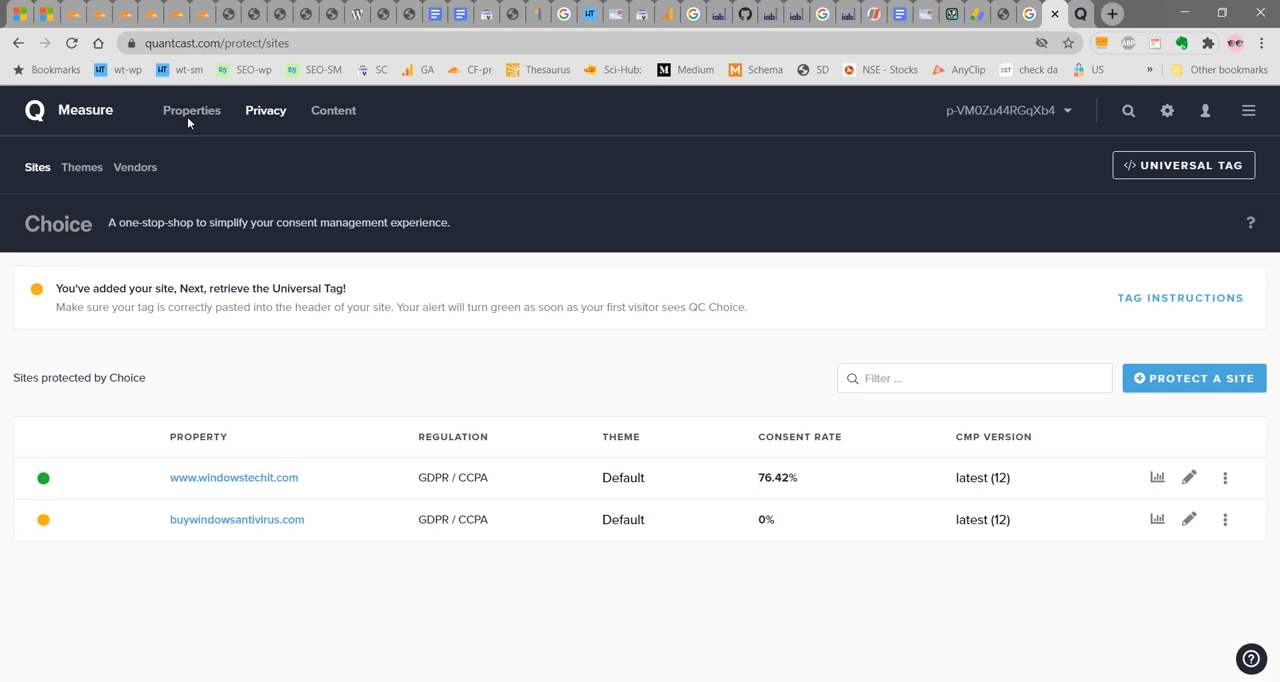 quantcast.com/protect/sites
Bookmarks wt-wp wt-sm SEO-wp SEO-SM SC GA CF-pr Thesaurus Sci-Hub: Medium Schema SD NSE - Stocks AnyClip check da US » Other bookmarks
Q Measure Properties Privacy Content p-VM0Zu44RGqXb4
Sites Themes Vendors </> UNIVERSAL TAG
Choice A one-stop-shop to simplify your consent management experience. ?
You've added your site, Next, retrieve the Universal Tag!
Make sure your tag is correctly pasted into the header of your site. Your alert will turn green as soon as your first visitor sees QC Choice.
TAG INSTRUCTIONS
Sites protected by Choice Filter ... PROTECT A SITE
PROPERTY REGULATION THEME CONSENT RATE CMP VERSION
www.windowstechit.com GDPR / CCPA Default 76.42% latest (12)
buywindowsantivirus.com GDPR / CCPA Default 0% latest (12)